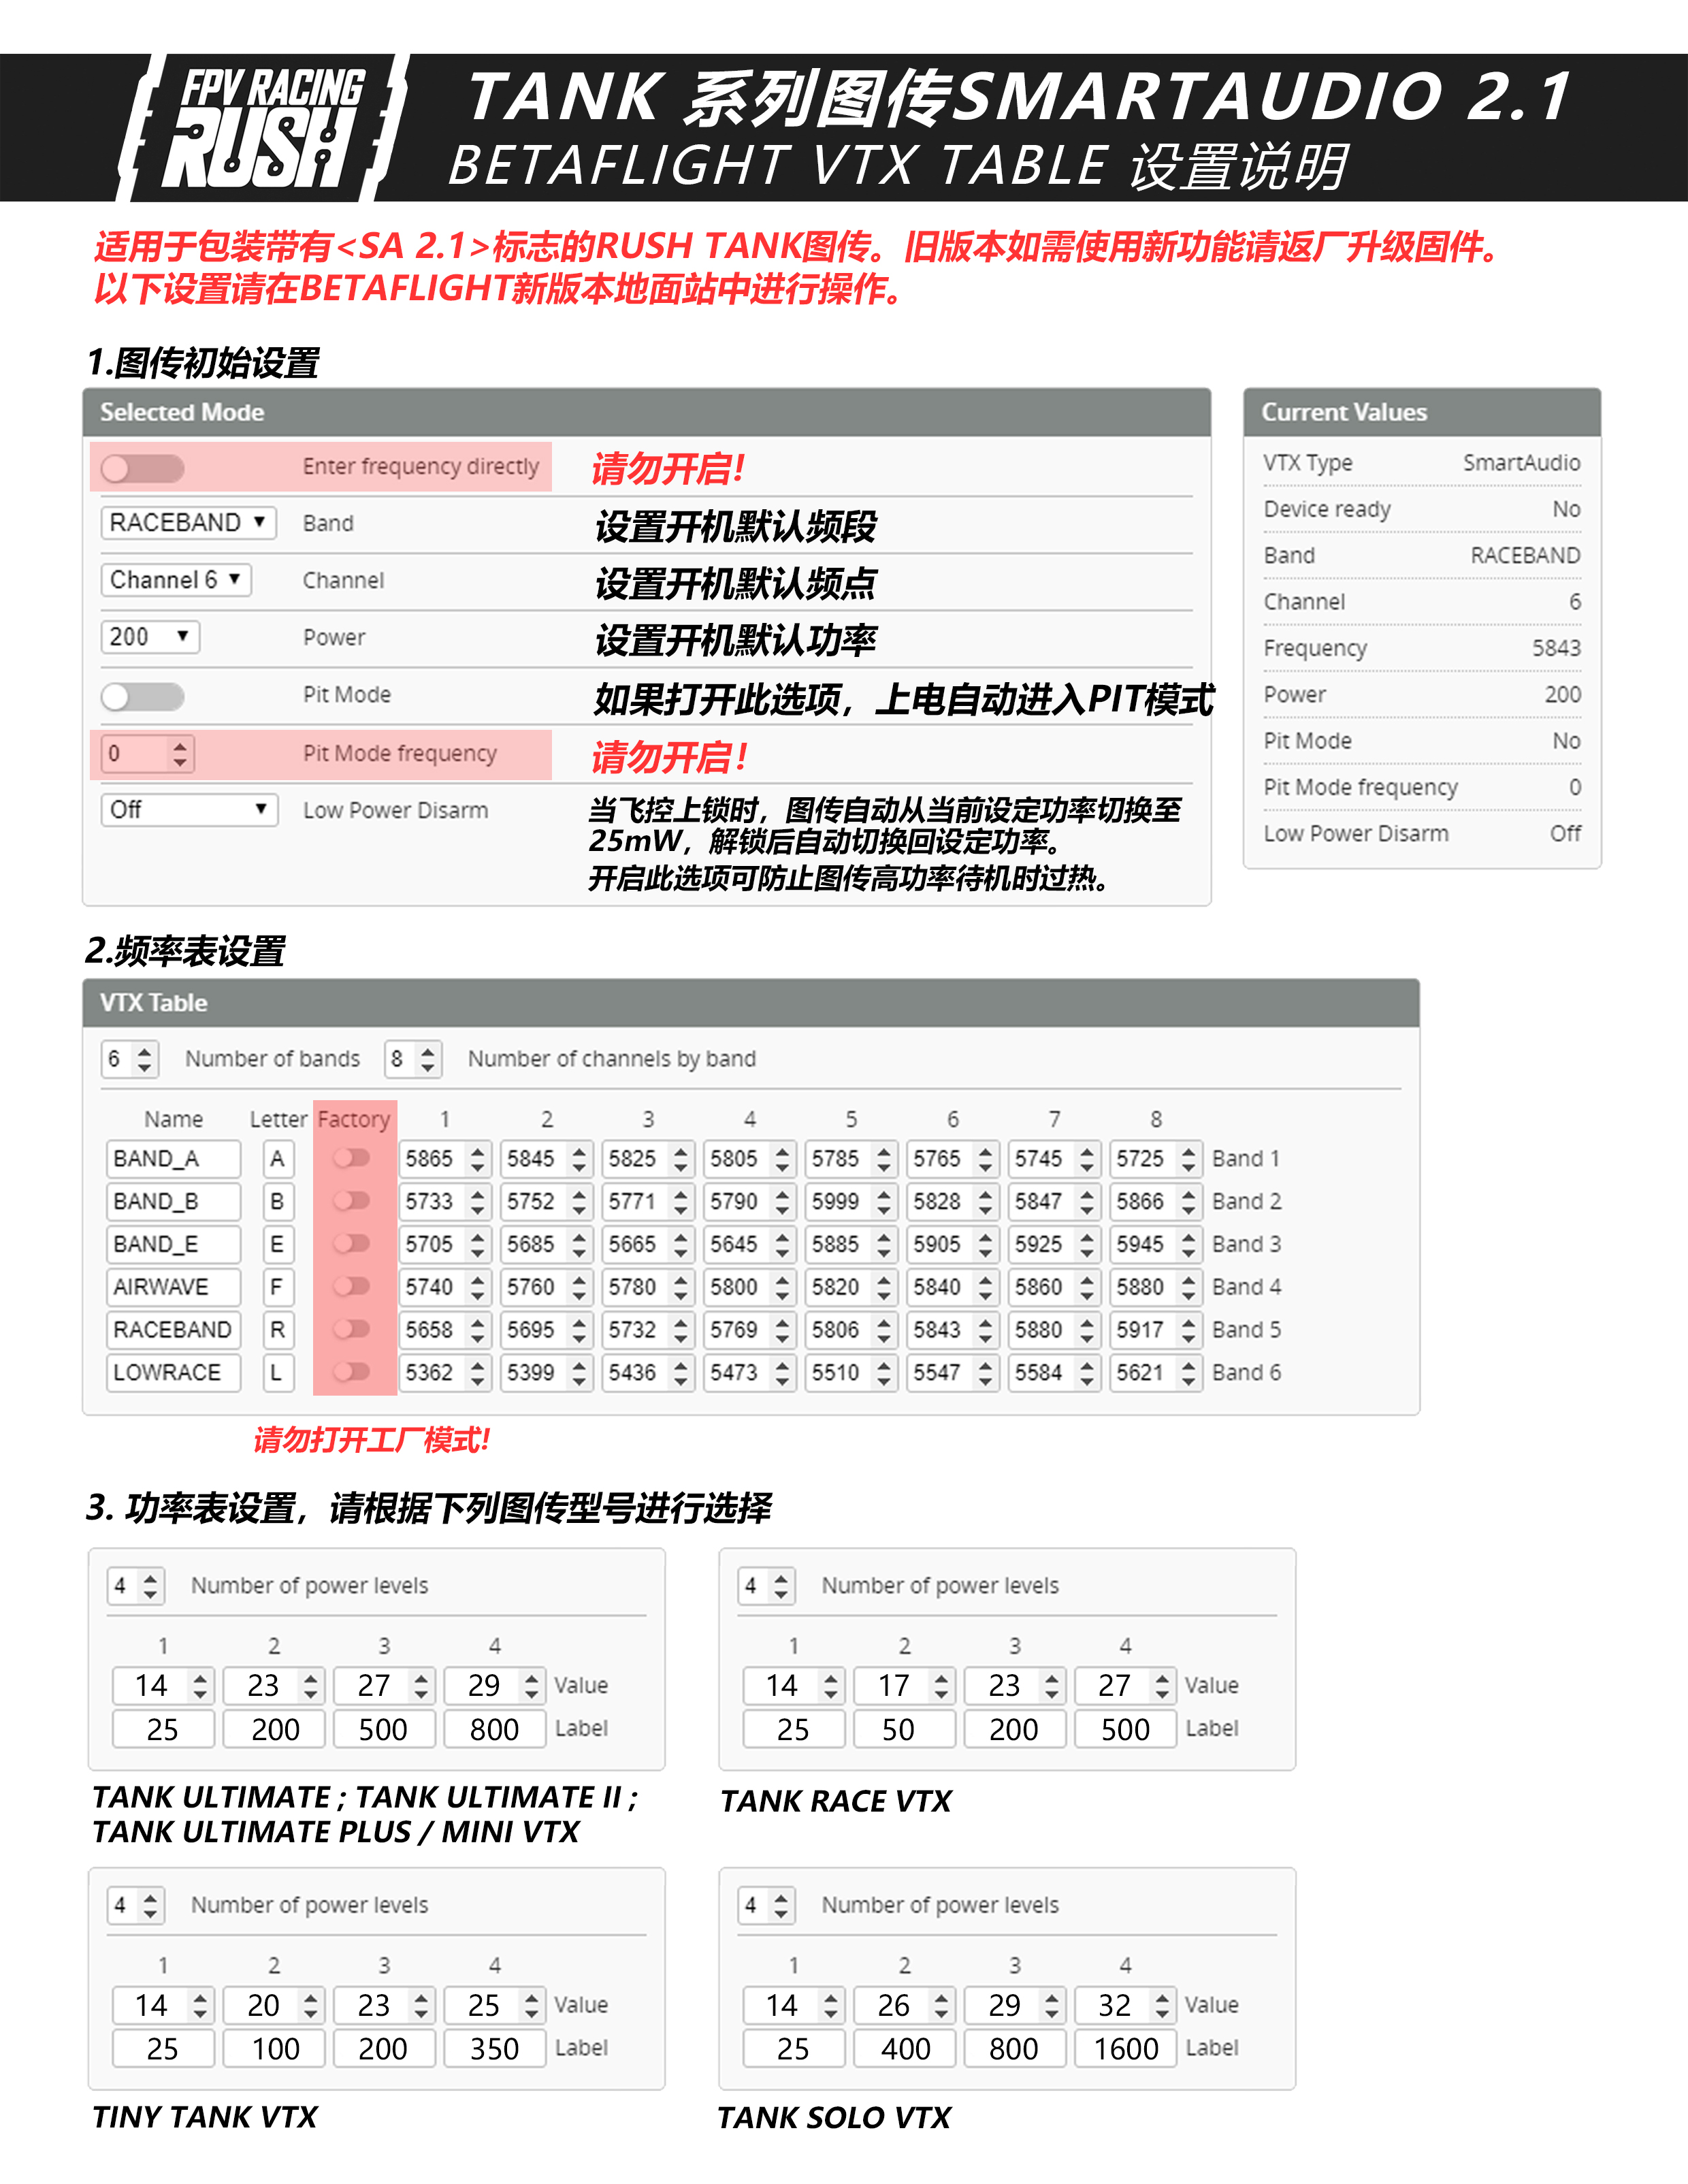 FPV RACING
RUSH
TANK 系列图传SMARTAUDIO 2.1
BETAFLIGHT VTX TABLE 设置说明
适用于包装带有<SA 2.1>标志的RUSH TANK图传。旧版本如需使用新功能请返厂升级固件。
以下设置请在BETAFLIGHT新版本地面站中进行操作。
1.图传初始设置
Selected Mode
Enter frequency directly 请勿开启!
RACEBAND Band 设置开机默认频段
Channel 6 Channel 设置开机默认频点
200 Power 设置开机默认功率
Pit Mode 如果打开此选项，上电自动进入PIT模式
0 Pit Mode frequency 请勿开启!
Off Low Power Disarm 当飞控上锁时，图传自动从当前设定功率切换至
25mW，解锁后自动切换回设定功率。
开启此选项可防止图传高功率待机时过热。
Current Values
VTX Type SmartAudio
Device ready No
Band RACEBAND
Channel 6
Frequency 5843
Power 200
Pit Mode No
Pit Mode frequency 0
Low Power Disarm Off
2.频率表设置
VTX Table
6 Number of bands 8 Number of channels by band
Name Letter Factory 1 2 3 4 5 6 7 8
BAND_A A 5865 5845 5825 5805 5785 5765 5745 5725 Band 1
BAND_B B 5733 5752 5771 5790 5999 5828 5847 5866 Band 2
BAND_E E 5705 5685 5665 5645 5885 5905 5925 5945 Band 3
AIRWAVE F 5740 5760 5780 5800 5820 5840 5860 5880 Band 4
RACEBAND R 5658 5695 5732 5769 5806 5843 5880 5917 Band 5
LOWRACE L 5362 5399 5436 5473 5510 5547 5584 5621 Band 6
请勿打开工厂模式!
3. 功率表设置，请根据下列图传型号进行选择
4 Number of power levels
1 2 3 4
14 23 27 29 Value
25 200 500 800 Label
TANK ULTIMATE ; TANK ULTIMATE II ;
TANK ULTIMATE PLUS / MINI VTX
4 Number of power levels
1 2 3 4
14 17 23 27 Value
25 50 200 500 Label
TANK RACE VTX
4 Number of power levels
1 2 3 4
14 20 23 25 Value
25 100 200 350 Label
TINY TANK VTX
4 Number of power levels
1 2 3 4
14 26 29 32 Value
25 400 800 1600 Label
TANK SOLO VTX